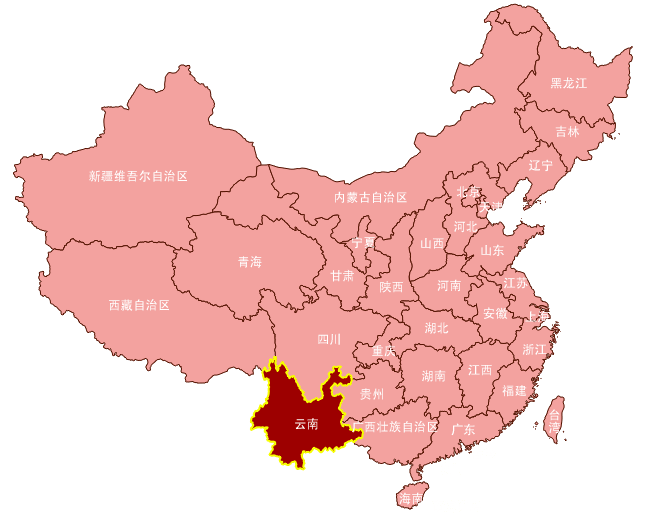 黑龙江
吉林
辽宁
新疆维吾尔自治区
内蒙古自治区
北京
天津
河北
宁夏
山西
山东
青海
甘肃
陕西
河南
江苏
西藏自治区
安徽
上海
湖北
四川
重庆
浙江
江西
湖南
贵州
福建
台湾
云南
广西壮族自治区
广东
海南